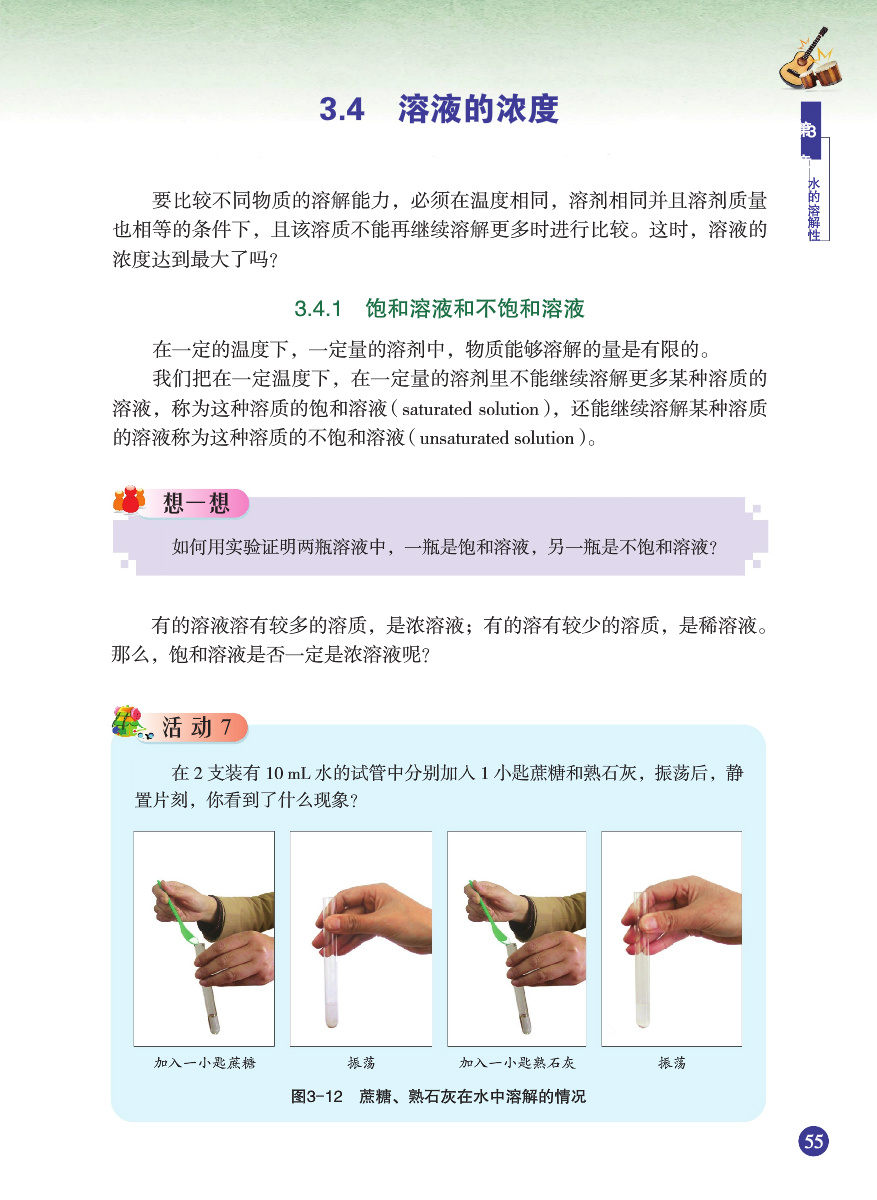 3.4 溶液的浓度
第3章
水的溶解性
要比较不同物质的溶解能力，必须在温度相同，溶剂相同并且溶剂质量
也相等的条件下，且该溶质不能再继续溶解更多时进行比较。这时，溶液的
浓度达到最大了吗？
3.4.1 饱和溶液和不饱和溶液
在一定的温度下，一定量的溶剂中，物质能够溶解的量是有限的。
我们把在一定温度下，在一定量的溶剂里不能继续溶解更多某种溶质的
溶液，称为这种溶质的饱和溶液（saturated solution），还能继续溶解某种溶质
的溶液称为这种溶质的不饱和溶液（unsaturated solution）。
想一想
如何用实验证明两瓶溶液中，一瓶是饱和溶液，另一瓶是不饱和溶液？
有的溶液溶有较多的溶质，是浓溶液；有的溶有较少的溶质，是稀溶液。
那么，饱和溶液是否一定是浓溶液呢？
活动7
在2支装有10 mL水的试管中分别加入1小匙蔗糖和熟石灰，振荡后，静
置片刻，你看到了什么现象？
加入一小匙蔗糖
振荡
加入一小匙熟石灰
振荡
图3-12 蔗糖、熟石灰在水中溶解的情况
55